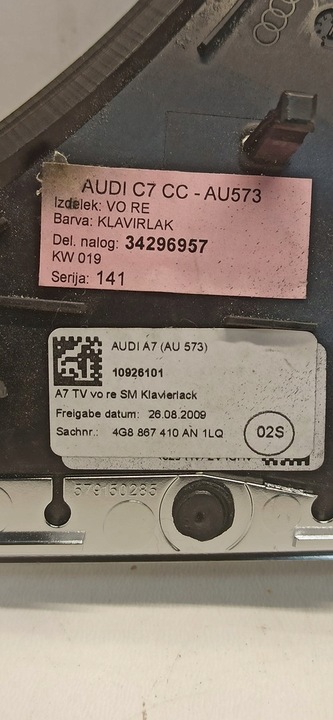 AUDI C7 CC - AU573
Izdelek: VO RE
Barva: KLAVIRLAK
Del. nalog: 34296957
KW 019
Serija: 141
AUDI A7 (AU 573)
10926101
A7 TV vo re SM Klavierlack
Freigabe datum: 26.08.2009
Sachnr.: 4G8 867 410 AN 1LQ
02S